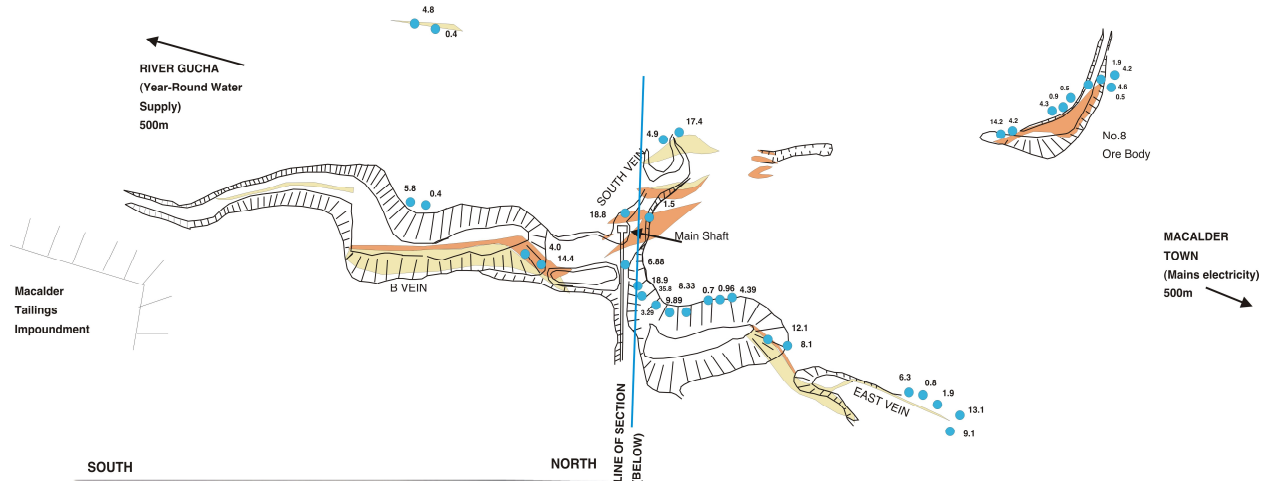 4.8
0.4
RIVER GUCHA
(Year-Round Water
Supply)
500m
1.9
4.2
0.5
4.6
0.9
0.5
4.3
14.2
4.2
No.8
Ore Body
17.4
4.9
SOUTH VEIN
5.8
0.4
18.8
1.5
Main Shaft
4.0
14.4
6.88
B VEIN
18.9
35.8
8.33
0.7
0.96
4.39
9.89
3.29
12.1
8.1
MACALDER
TOWN
(Mains electricity)
500m
Macalder
Tailings
Impoundment
6.3
0.8
1.9
13.1
9.1
EAST VEIN
LINE OF SECTION
(BELOW)
SOUTH
NORTH